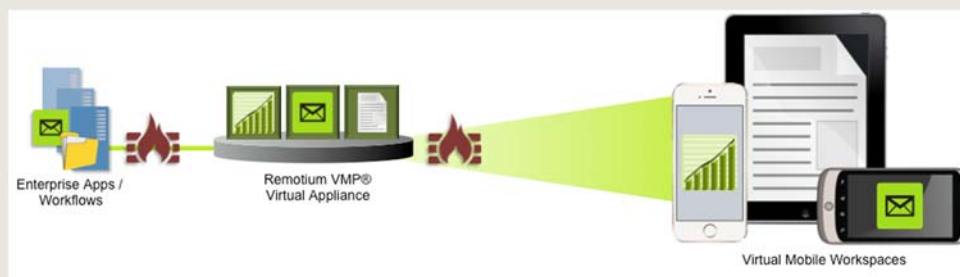 Enterprise Apps /
Workflows
Remotium VMP®
Virtual Appliance
Virtual Mobile Workspaces